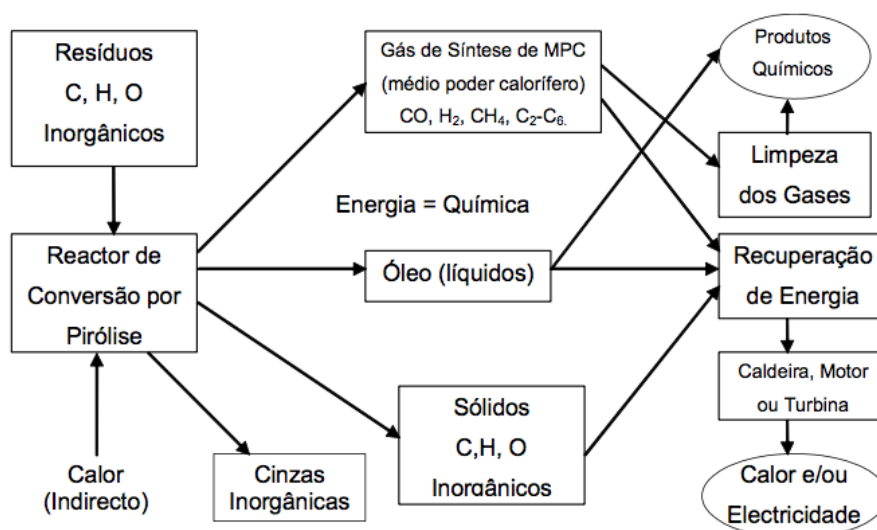 Resíduos
C, H, O
Inorgânicos
Gás de Síntese de MPC
(médio poder calorífero)
CO, H₂, CH₄, C₂-C₆.
Produtos
Químicos
Limpeza
dos Gases
Energia = Química
Reactor de
Conversão por
Pirólise
Óleo (líquidos)
Recuperação
de Energia
Caldeira, Motor
ou Turbina
Sólidos
C,H, O
Inorgânicos
Calor
(Indirecto)
Cinzas
Inorgânicas
Calor e/ou
Electricidade